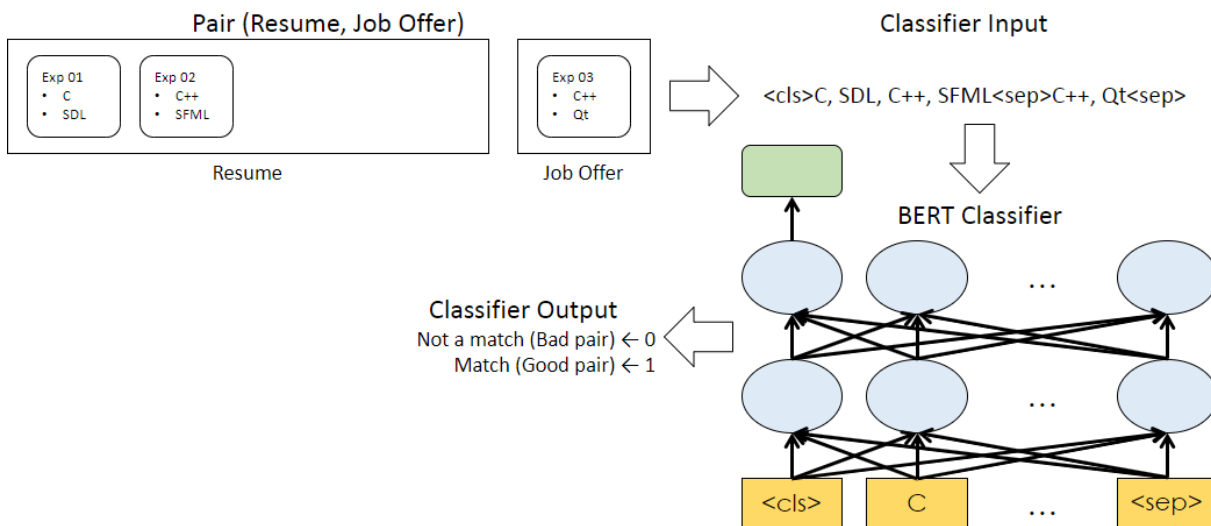 Pair (Resume, Job Offer)
Exp 01
• C
• SDL
Exp 02
• C++
• SFML
Resume
Exp 03
• C++
• Qt
Job Offer
Classifier Input
<cls>C, SDL, C++, SFML<sep>C++, Qt<sep>
BERT Classifier
...
Classifier Output
Not a match (Bad pair) ← 0
Match (Good pair) ← 1
...
<cls> C ... <sep>